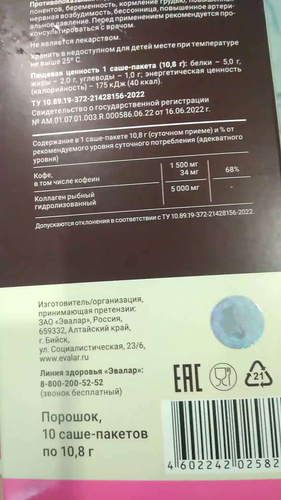 понентов, беременность, кормление грудью, повышенная
нервная возбудимость, бессонница, повышенное артери-
альное давление. Перед применением рекомендуется про-
консультироваться с врачом.
Не является лекарством.
Хранить в недоступном для детей месте при температуре
не выше 25° С.
Пищевая ценность 1 саше-пакета (10,8 г): белки – 5,0 г,
жиры – 2,0 г, углеводы – 1,0 г; энергетическая ценность
(калорийность) – 175 кДж (40 ккал).
ТУ 10.89.19-372-21428156-2022
Свидетельство о государственной регистрации
№ AM.01.07.01.003.R.000586.06.22 от 16.06.2022 г.
Содержание в 1 саше-пакете 10,8 г (суточном приеме) и % от
рекомендуемого уровня суточного потребления (адекватного
уровня)
Кофе, 1 500 мг
в том числе кофеин 34 мг 68%
Коллаген рыбный 5 000 мг
гидролизованный
Допускаются отклонения в соответствии с ТУ 10.89.19-372-21428156-2022.
Изготовитель/организация,
принимающая претензии:
ЗАО «Эвалар», Россия,
659332, Алтайский край,
г. Бийск,
ул. Социалистическая, 23/6,
www.evalar.ru
Линия здоровья «Эвалар»:
8-800-200-52-52
(звонок бесплатный)
EAC
21
Порошок,
10 саше-пакетов
по 10,8 г
4 602242 02582